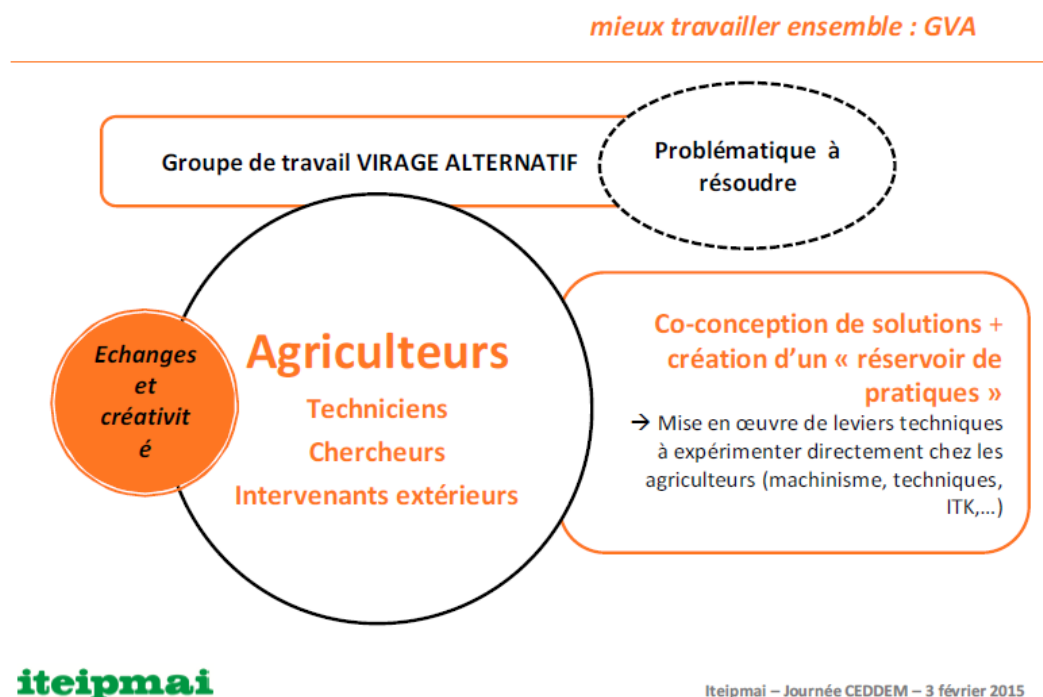 mieux travailler ensemble : GVA
Groupe de travail VIRAGE ALTERNATIF
Problématique à
résoudre
Echanges
et
créativit
é
Agriculteurs
Techniciens
Chercheurs
Intervenants extérieurs
Co-conception de solutions +
création d’un « réservoir de
pratiques »
→ Mise en œuvre de leviers techniques
à expérimenter directement chez les
agriculteurs (machinisme, techniques,
ITK,...)
iteipmai
Iteipmai – Journée CEDDEM – 3 février 2015